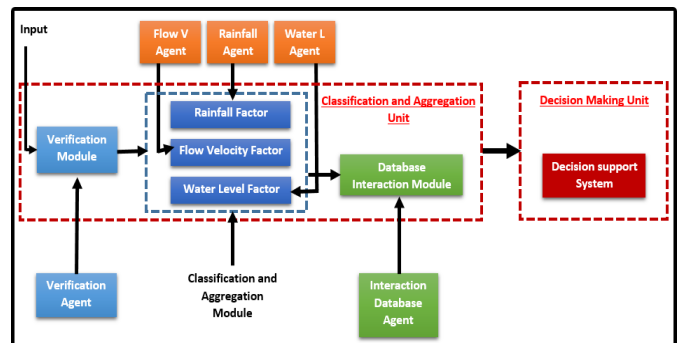 Input
Flow V
Agent
Rainfall
Agent
Water L
Agent
Classification and Aggregation
Unit
Decision Making Unit
Verification
Module
Rainfall Factor
Flow Velocity Factor
Water Level Factor
Database
Interaction Module
Decision support
System
Verification
Agent
Classification and
Aggregation
Module
Interaction
Database
Agent